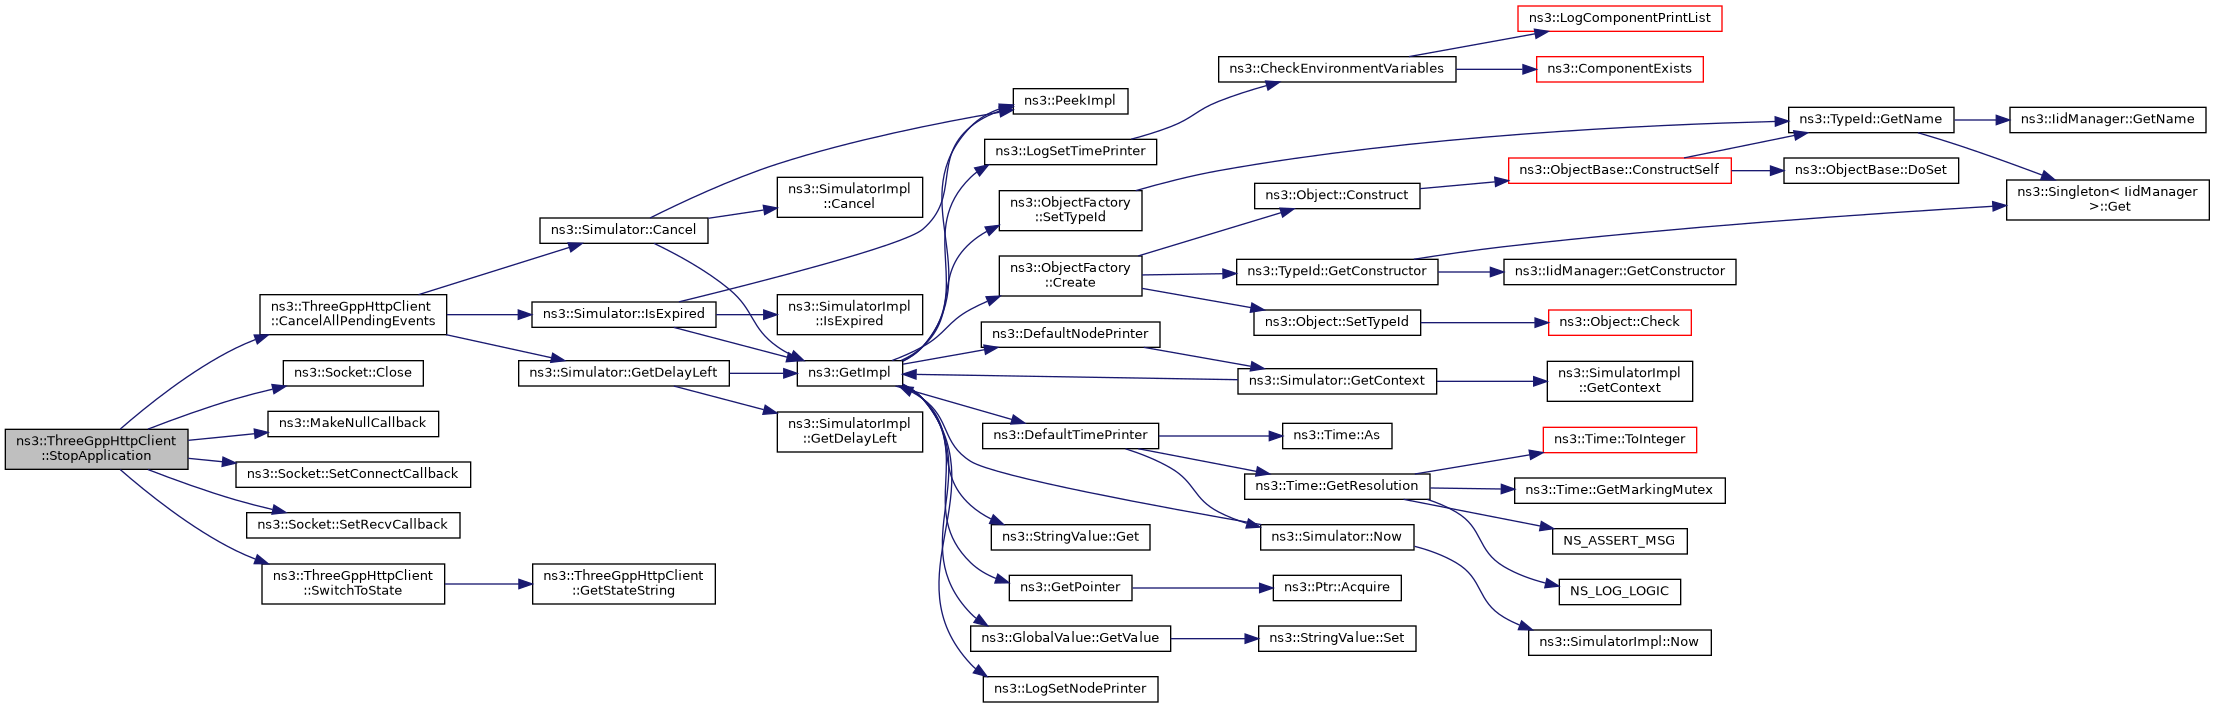 ns3::ThreeGppHttpClient
::StopApplication
ns3::ThreeGppHttpClient
::CancelAllPendingEvents
ns3::Socket::Close
ns3::MakeNullCallback
ns3::Socket::SetConnectCallback
ns3::Socket::SetRecvCallback
ns3::ThreeGppHttpClient
::SwitchToState
ns3::Simulator::Cancel
ns3::Simulator::IsExpired
ns3::Simulator::GetDelayLeft
ns3::ThreeGppHttpClient
::GetStateString
ns3::SimulatorImpl
::Cancel
ns3::SimulatorImpl
::IsExpired
ns3::GetImpl
ns3::SimulatorImpl
::GetDelayLeft
ns3::PeekImpl
ns3::LogSetTimePrinter
ns3::ObjectFactory
::SetTypeId
ns3::ObjectFactory
::Create
ns3::DefaultNodePrinter
ns3::DefaultTimePrinter
ns3::StringValue::Get
ns3::GetPointer
ns3::GlobalValue::GetValue
ns3::LogSetNodePrinter
ns3::CheckEnvironmentVariables
ns3::Object::Construct
ns3::TypeId::GetConstructor
ns3::Object::SetTypeId
ns3::Simulator::GetContext
ns3::Time::As
ns3::Time::GetResolution
ns3::Simulator::Now
ns3::Ptr::Acquire
ns3::StringValue::Set
ns3::LogComponentPrintList
ns3::ComponentExists
ns3::ObjectBase::ConstructSelf
ns3::IidManager::GetConstructor
ns3::Object::Check
ns3::SimulatorImpl
::GetContext
ns3::Time::ToInteger
ns3::Time::GetMarkingMutex
NS_ASSERT_MSG
NS_LOG_LOGIC
ns3::SimulatorImpl::Now
ns3::TypeId::GetName
ns3::ObjectBase::DoSet
ns3::IidManager::GetName
ns3::Singleton< IidManager
>::Get